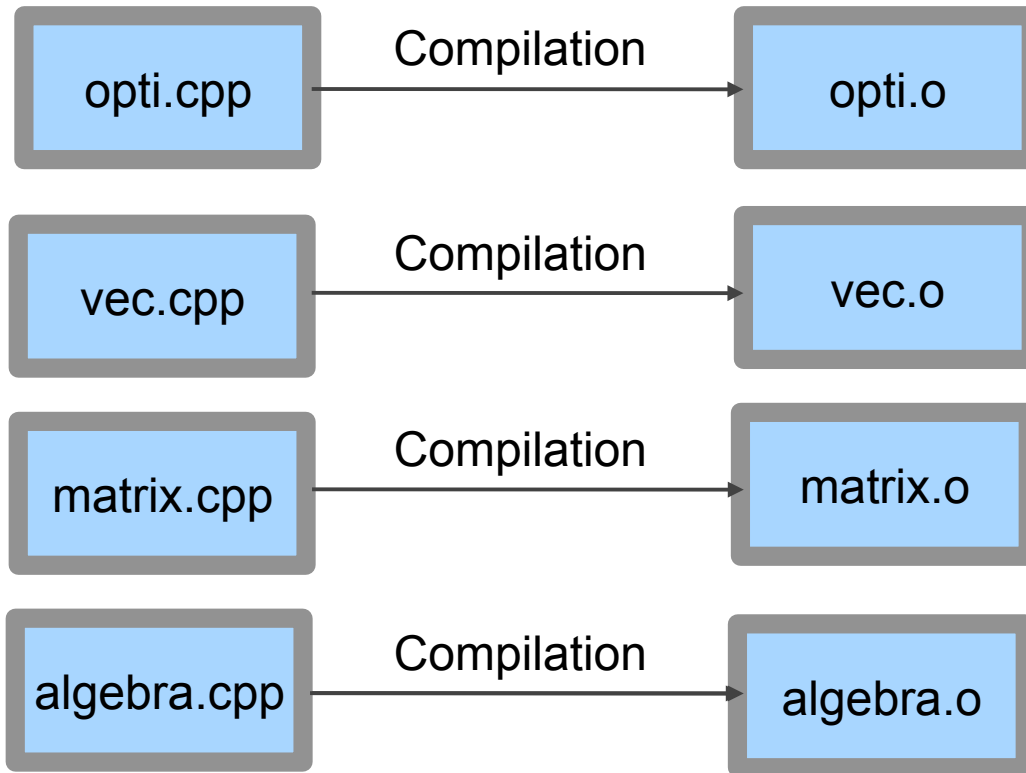 opti.cpp
Compilation
opti.o
vec.cpp
Compilation
vec.o
matrix.cpp
Compilation
matrix.o
algebra.cpp
Compilation
algebra.o